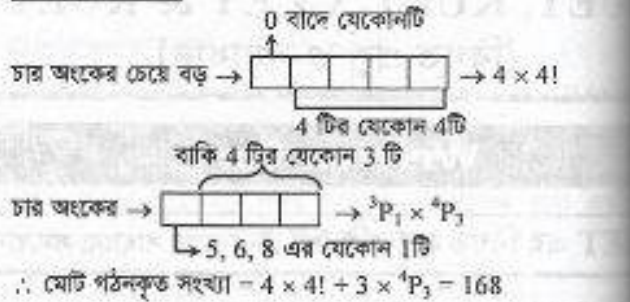 0 বাদে যেকোনটি
চার অংকের চেয়ে বড় → → 4 × 4!
4 টির যেকোন 4টি
বাকি 4 টির যেকোন 3 টি
চার অংকের → → ³P₁ × ⁴P₃
5, 6, 8 এর যেকোন 1টি
∴ মোট গঠনকৃত সংখ্যা = 4 × 4! + 3 × ⁴P₃ = 168